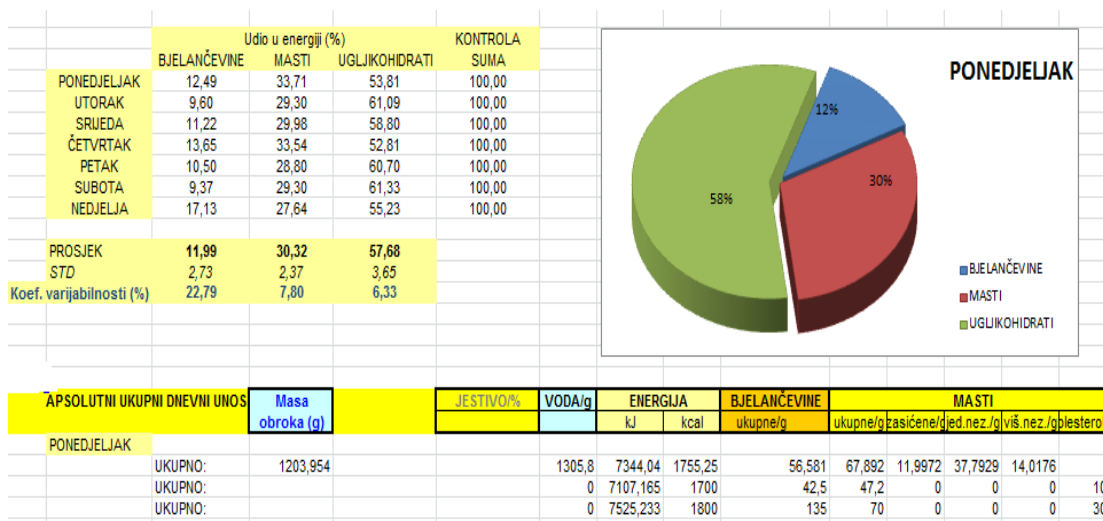 Udio u energiji (%) KONTROLA
BJELANČEVINE MASTI UGLJIKOHIDRATI SUMA
PONEDJELJAK 12,49 33,71 53,81 100,00
UTORAK 9,60 29,30 61,09 100,00
SRIJEDA 11,22 29,98 58,80 100,00
ČETVRTAK 13,65 33,54 52,81 100,00
PETAK 10,50 28,80 60,70 100,00
SUBOTA 9,37 29,30 61,33 100,00
NEDJELJA 17,13 27,64 55,23 100,00
PROSJEK 11,99 30,32 57,68
STD 2,73 2,37 3,65
Koef. varijabilnosti (%) 22,79 7,80 6,33
PONEDJELJAK
12%
30%
58%
BJELANČEVINE
MASTI
UGLJIKOHIDRATI
APSOLUTNI UKUPNI DNEVNI UNOS Masa JESTIVO/% VODA/g ENERGIJA BJELANČEVINE MASTI
obroka (g) kJ kcal ukupne/g ukupne/g zasićene/g jed.nez./g viš.nez./g olestero
PONEDJELJAK
UKUPNO: 1203,954 1305,8 7344,04 1755,25 56,581 67,892 11,9972 37,7929 14,0176
UKUPNO: 0 7107,165 1700 42,5 47,2 0 0 0 10
UKUPNO: 0 7525,233 1800 135 70 0 0 0 30